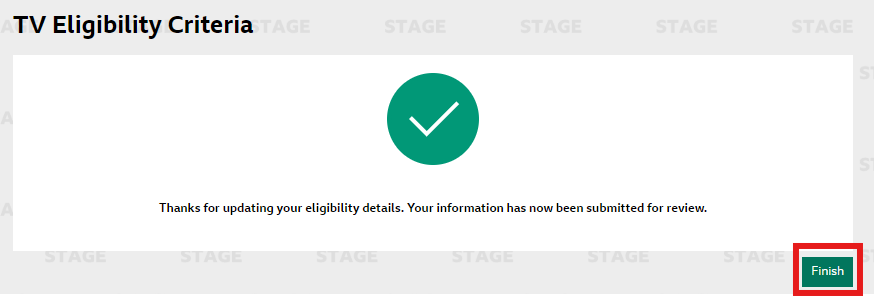 TV Eligibility Criteria
STAGE STAGE STAGE STAGE STAGE
Thanks for updating your eligibility details. Your information has now been submitted for review.
STAGE STAGE STAGE STAGE STAGE STAGE
Finish